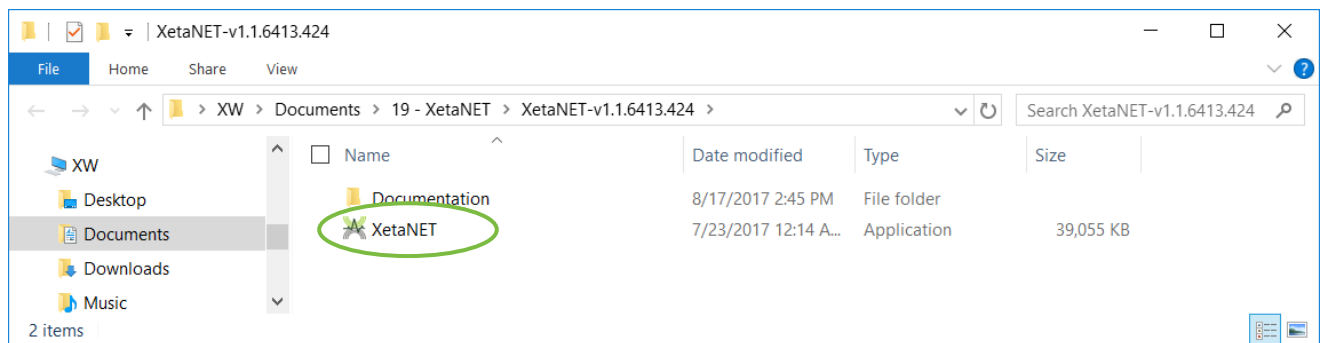 XetaNET-v1.1.6413.424
File Home Share View
XW > Documents > 19 - XetaNET > XetaNET-v1.1.6413.424 > Search XetaNET-v1.1.6413.424
Name Date modified Type Size
XW
Desktop
Documents
Downloads
Music
Documentation 8/17/2017 2:45 PM File folder
XetaNET 7/23/2017 12:14 A... Application 39,055 KB
2 items